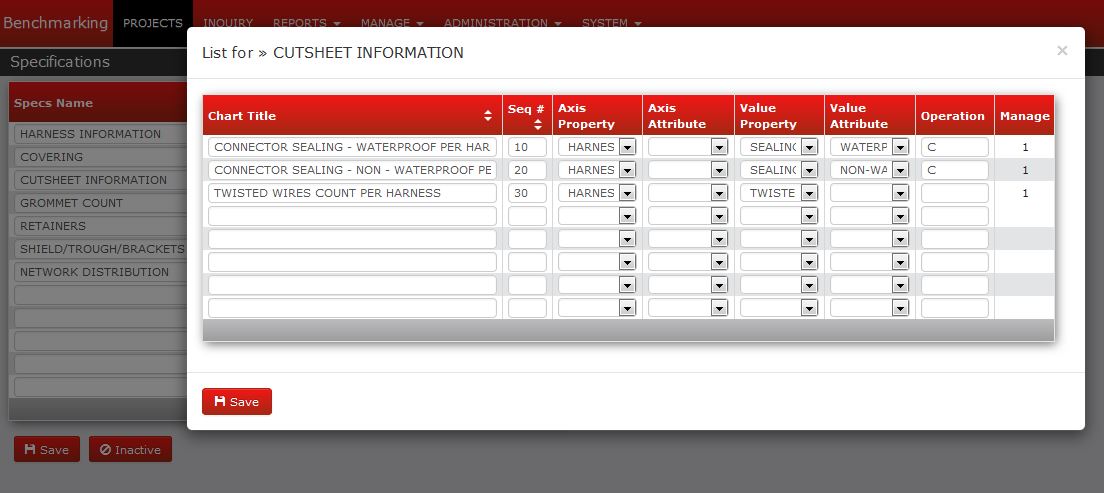 Benchmarking PROJECTS INQUIRY REPORTS MANAGE ADMINISTRATION SYSTEM
Specifications
Specs Name
HARNESS INFORMATION
COVERING
CUTSHEET INFORMATION
GROMMET COUNT
RETAINERS
SHIELD/TROUGH/BRACKETS
NETWORK DISTRIBUTION
Save Inactive
List for » CUTSHEET INFORMATION ×
Chart Title Seq # Axis Property Axis Attribute Value Property Value Attribute Operation Manage
CONNECTOR SEALING - WATERPROOF PER HAR 10 HARNES SEALING WATERP C 1
CONNECTOR SEALING - NON - WATERPROOF PE 20 HARNES SEALING NON-WA C 1
TWISTED WIRES COUNT PER HARNESS 30 HARNES TWISTE 1
Save